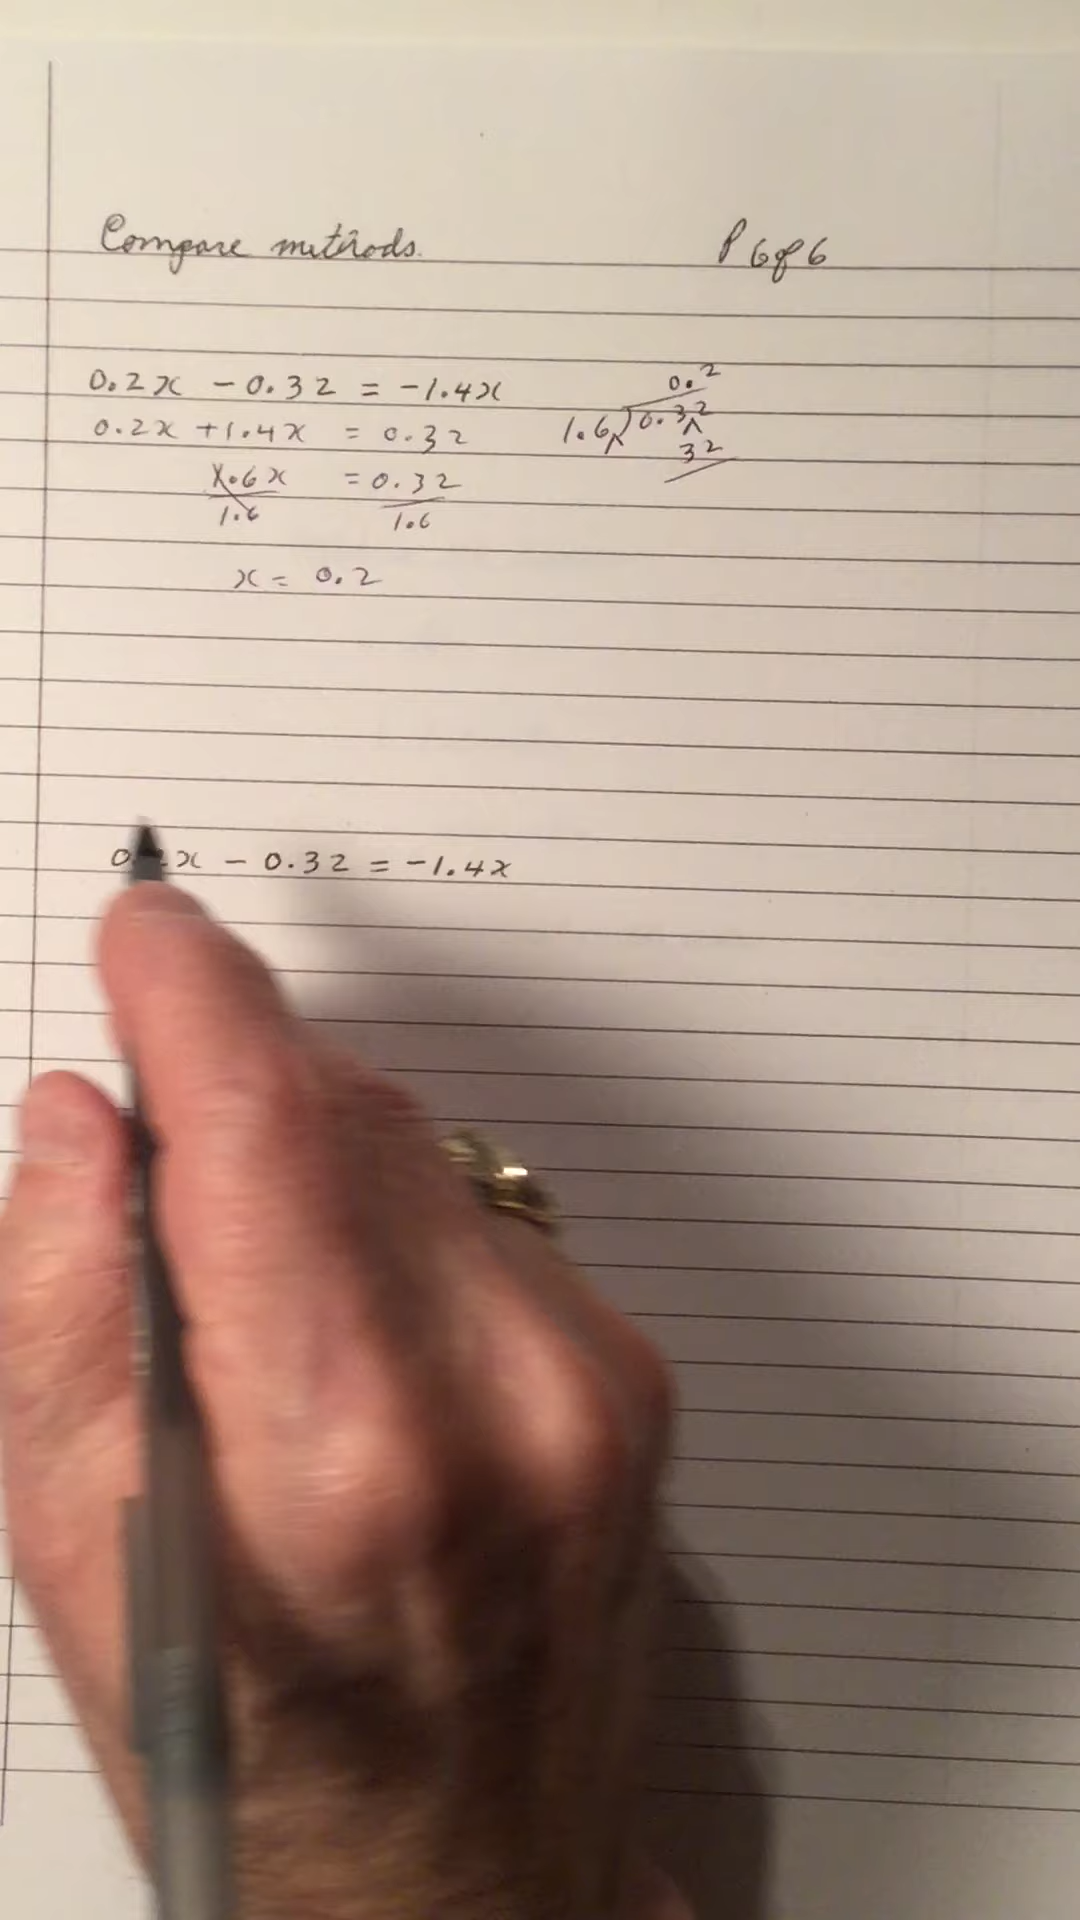 Compare methods. P 6 of 6
0.2x - 0.32 = -1.4x
0.2x + 1.4x = 0.32
1.6x = 0.32
1.6 1.6
x = 0.2
0.2
1.6 0.32
32
0.2x - 0.32 = -1.4x